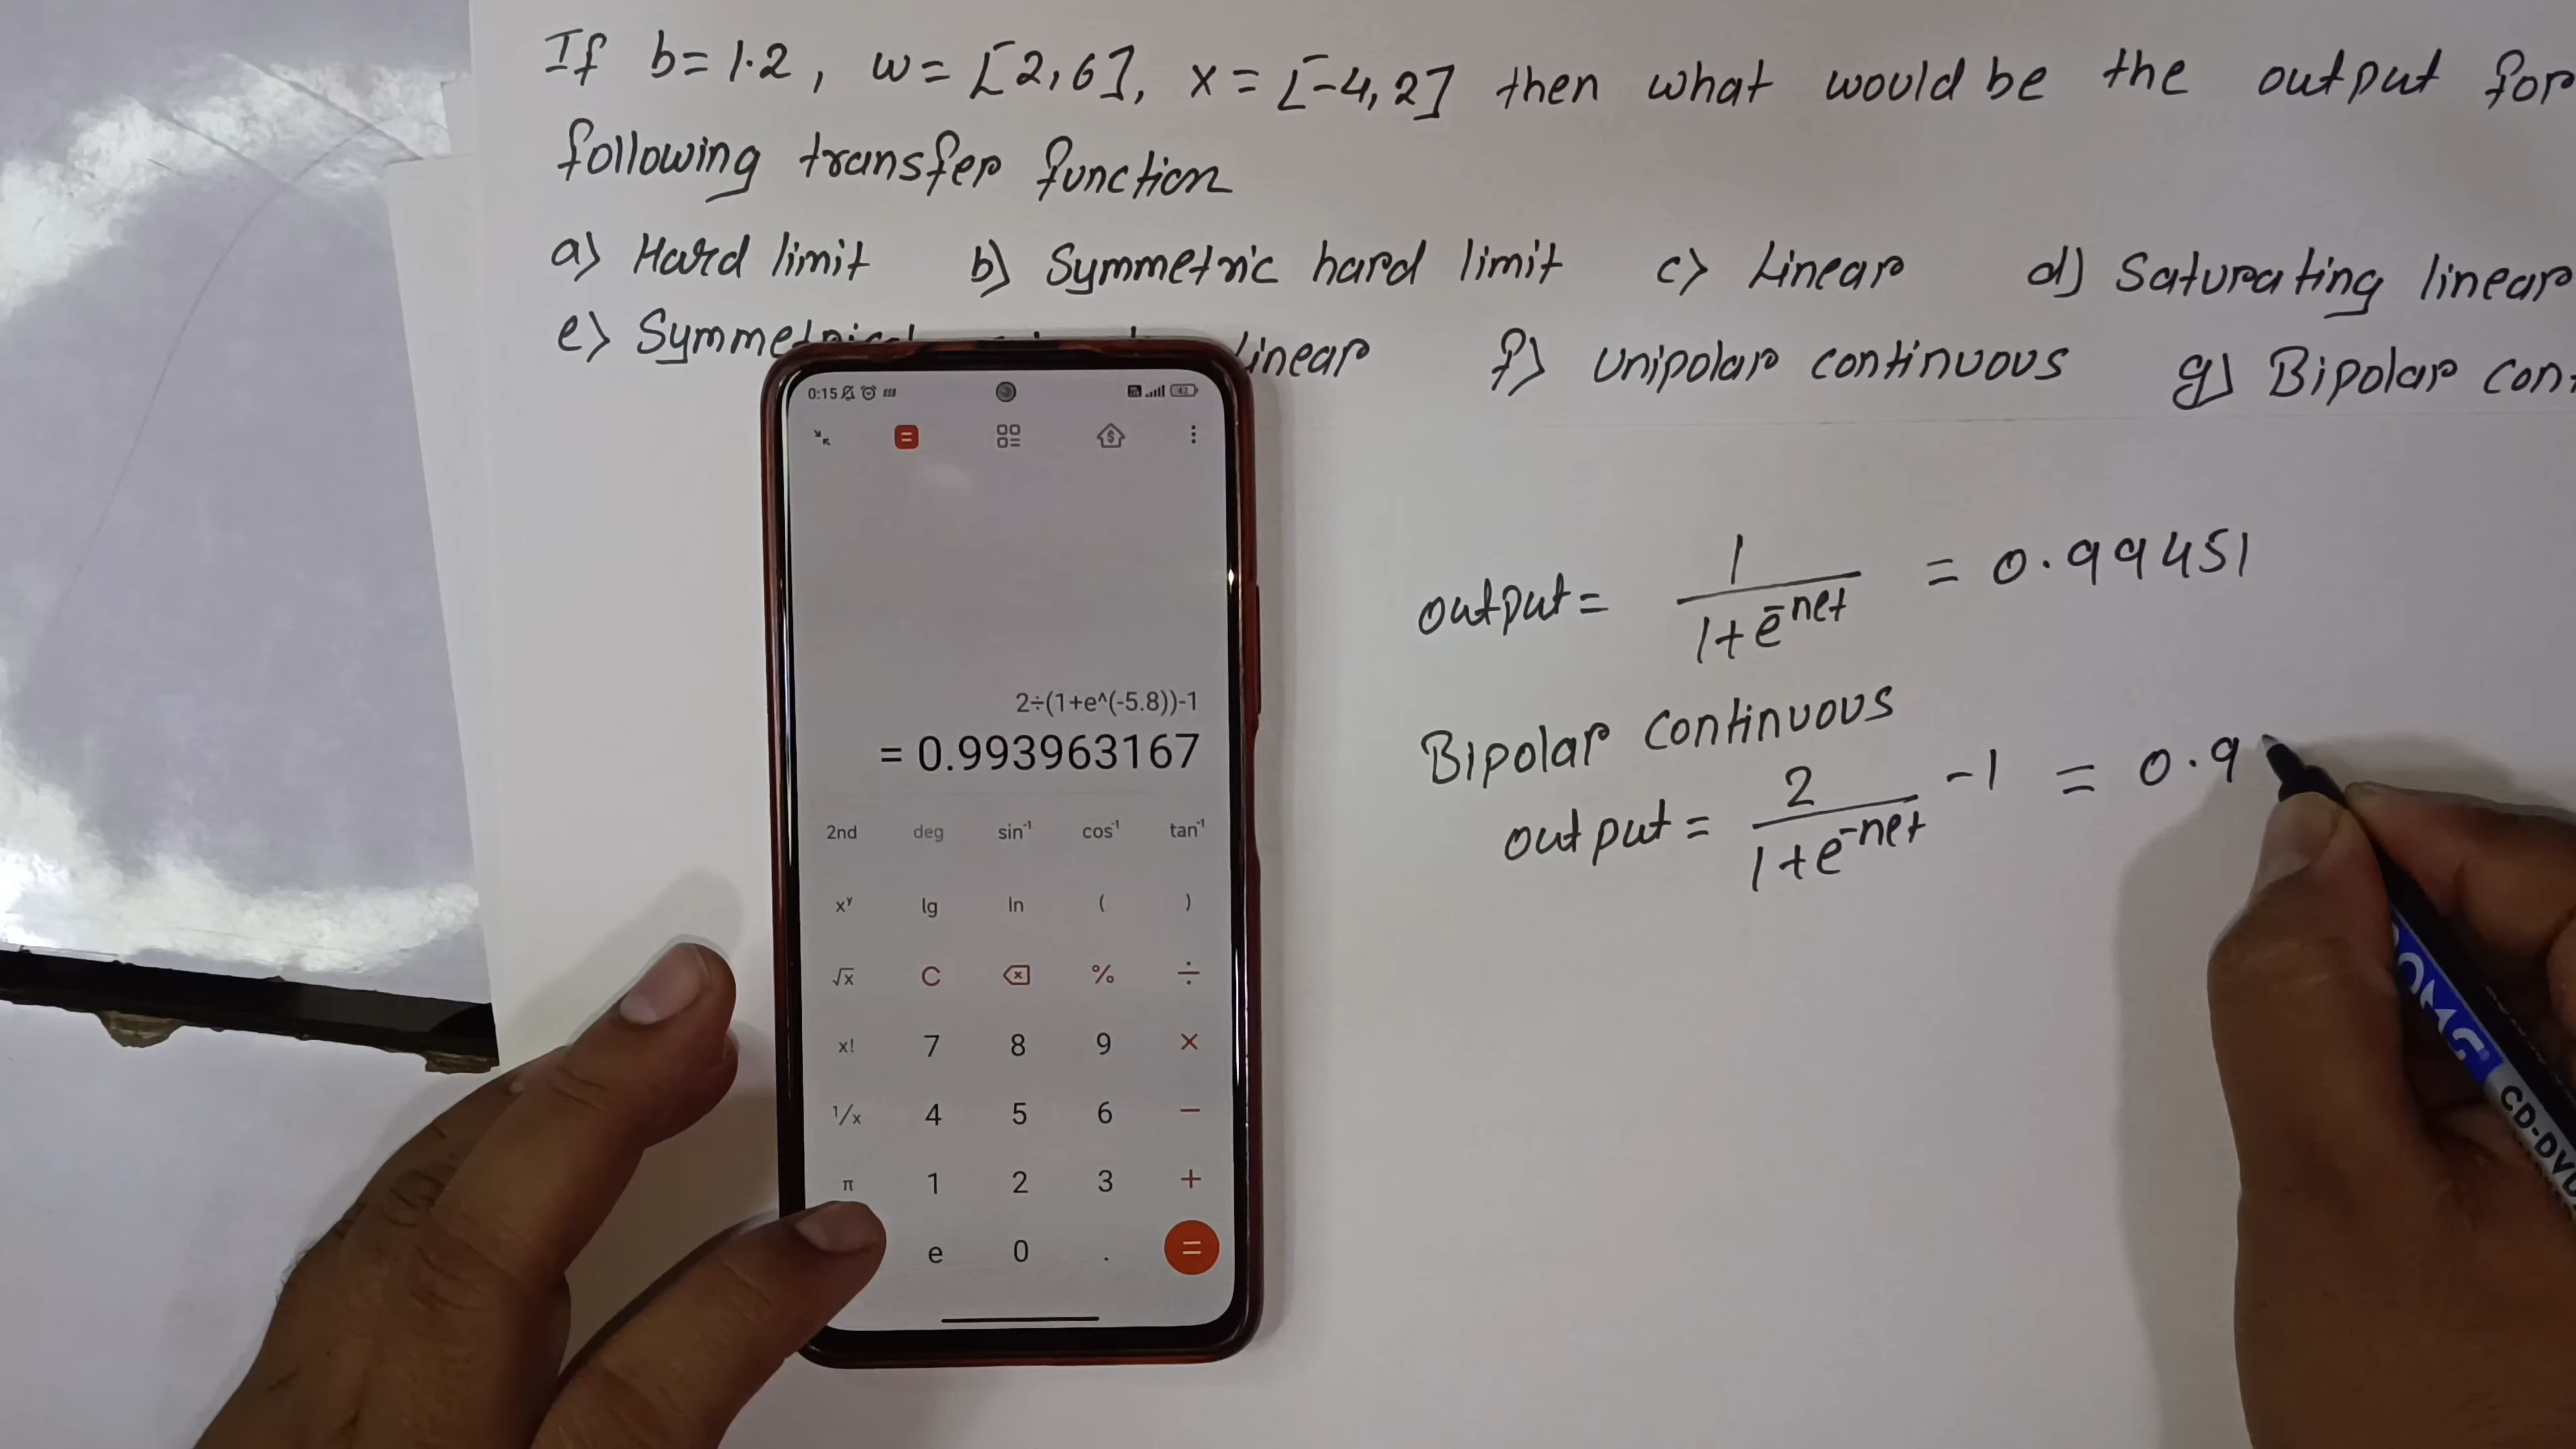 If b=1.2, w=[2,6], x=[-4,2] then what would be the output for
following transfer function
a) Hard limit b) Symmetric hard limit c) Linear d) Saturating linear
e) linear f) Unipolar continuous g) Bipolar
0:15
2÷(1+e^(-5.8))-1
= 0.993963167
2nd deg sin⁻¹ cos⁻¹ tan⁻¹
xʸ lg ln ( )
√x C % ÷
x! 7 8 9 ×
1/x 4 5 6 −
π 1 2 3 +
e 0 . =
output = 1/(1+e^-net) = 0.99451
Bipolar continuous
output = 2/(1+e^-net) -1 = 0.9
CD-DVD